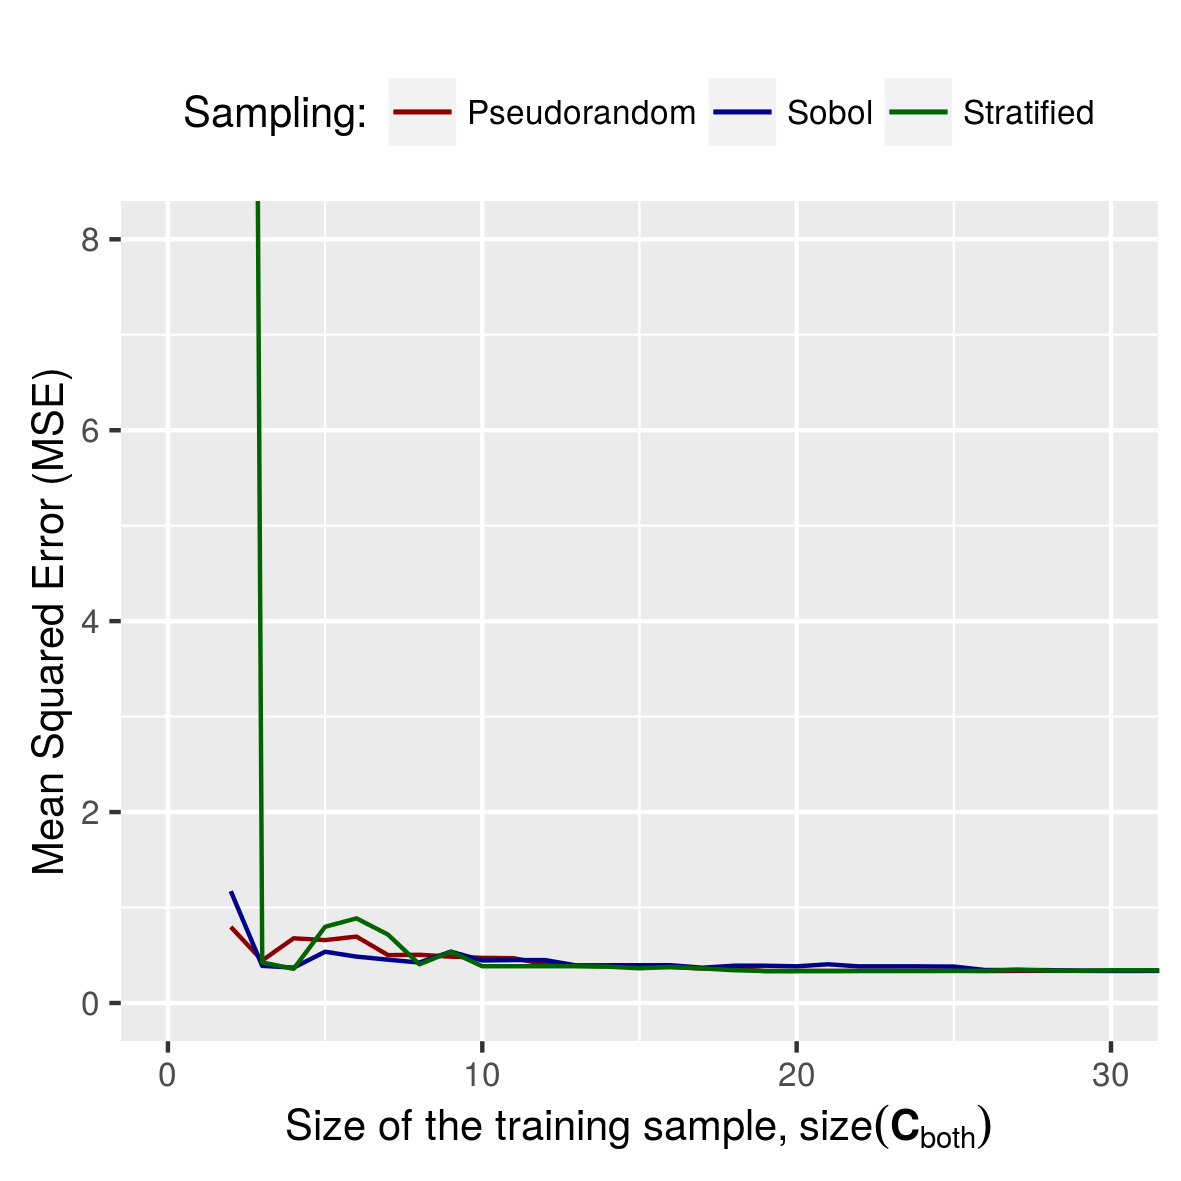 Sampling: Pseudorandom Sobol Stratified
8
6
4
2
0
Mean Squared Error (MSE)
0 10 20 30
Size of the training sample, size(C_both)